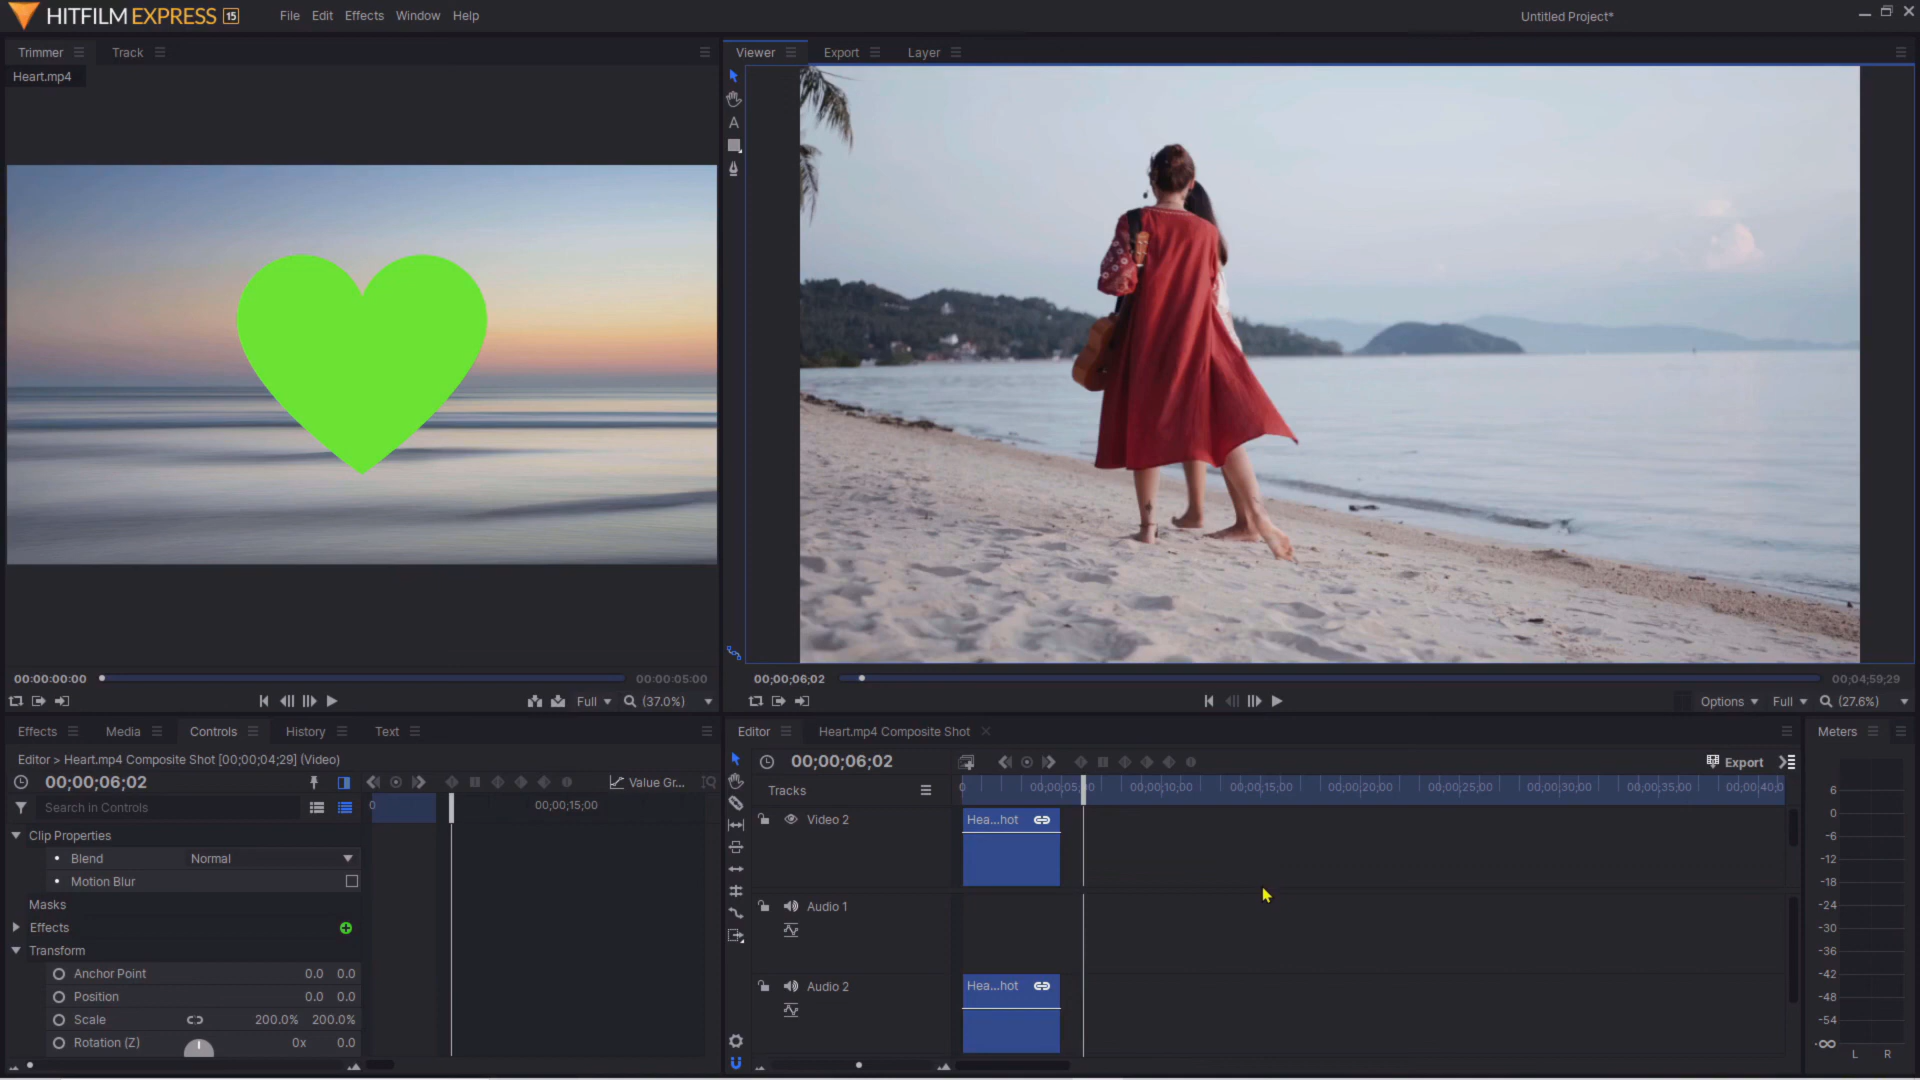 HITFILM EXPRESS 15
File Edit Effects Window Help
Untitled Project*
Trimmer Track
Heart.mp4
Viewer Export Layer
A
00:00:00:00 00:00:05:00
Full (37.0%)
00;00;06;02 00;04;59;29
Options Full (27.6%)
Effects Media Controls History Text
Editor > Heart.mp4 Composite Shot [00;00;04;29] (Video)
00;00;06;02
Value Gr...
Search in Controls
0 00;00;15;00
Clip Properties
Blend Normal
Motion Blur
Masks
Effects
Transform
Anchor Point 0.0 0.0
Position 0.0 0.0
Scale 200.0% 200.0%
Rotation (Z) 0x 0.0
Editor Heart.mp4 Composite Shot
00;00;06;02
Export
Tracks
0 00;00;05;00 00;00;10;00 00;00;15;00 00;00;20;00 00;00;25;00 00;00;30;00 00;00;35;00 00;00;40;0
Video 2 Hea...hot
Audio 1
Audio 2 Hea...hot
Meters
6
0
-6
-12
-18
-24
-30
-36
-42
-48
-54
-∞
L R